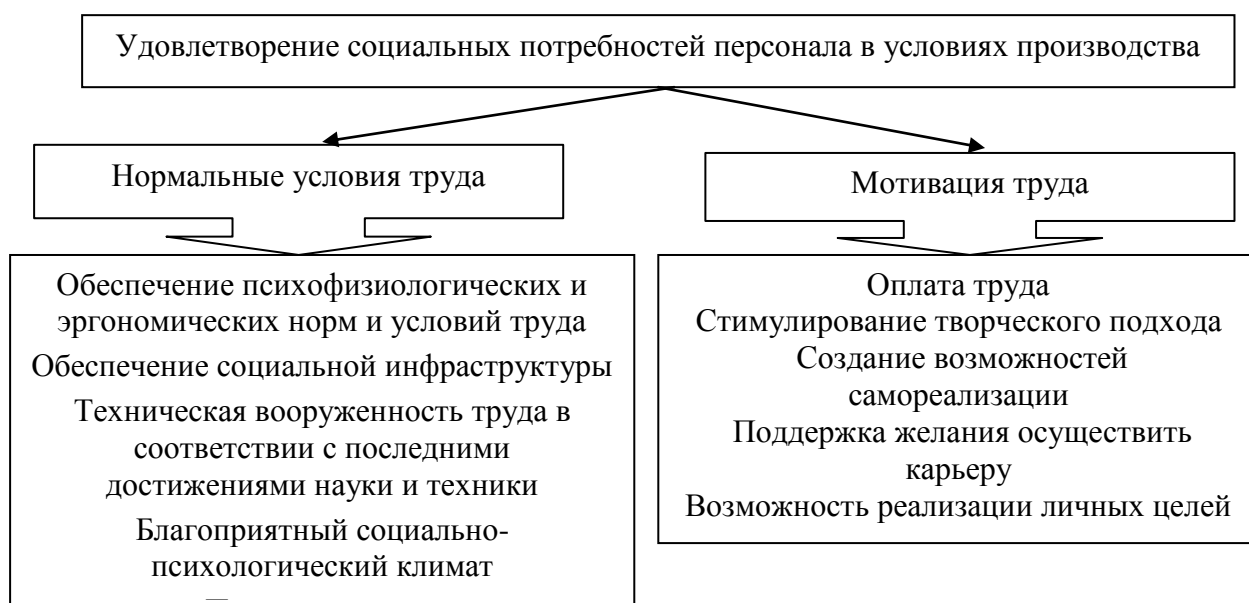 Удовлетворение социальных потребностей персонала в условиях производства
Нормальные условия труда
Мотивация труда
Обеспечение психофизиологических и
эргономических норм и условий труда
Обеспечение социальной инфраструктуры
Техническая вооруженность труда в
соответствии с последними
достижениями науки и техники
Благоприятный социально-
психологический климат
Оплата труда
Стимулирование творческого подхода
Создание возможностей
самореализации
Поддержка желания осуществить
карьеру
Возможность реализации личных целей